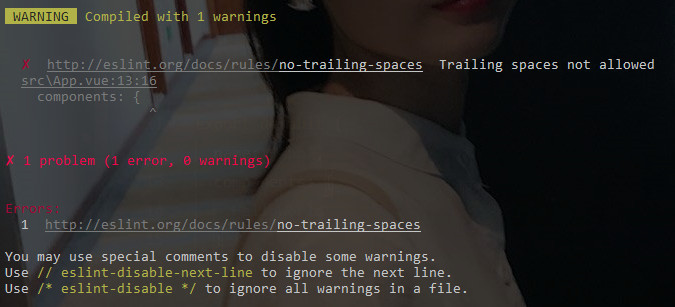 WARNING Compiled with 1 warnings
✗ http://eslint.org/docs/rules/no-trailing-spaces Trailing spaces not allowed
src\App.vue:13:16
components: {
^
✗ 1 problem (1 error, 0 warnings)
Errors:
1 http://eslint.org/docs/rules/no-trailing-spaces
You may use special comments to disable some warnings.
Use // eslint-disable-next-line to ignore the next line.
Use /* eslint-disable */ to ignore all warnings in a file.